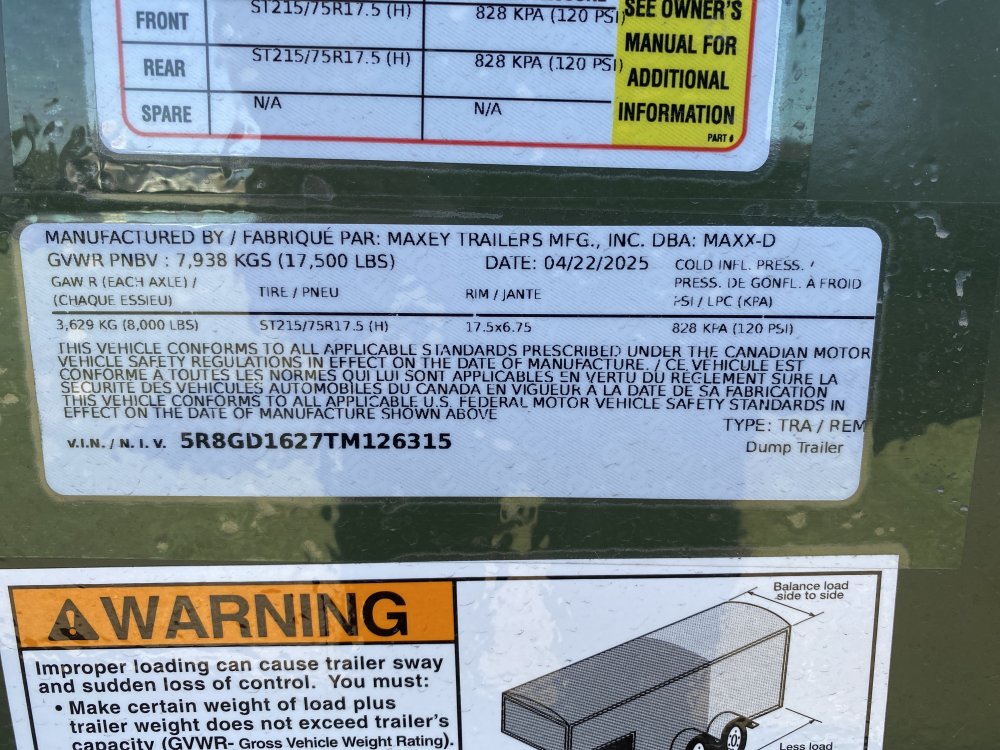 FRONT ST215/75R17.5 (H) 828 KPA (120 PSI)
REAR ST215/75R17.5 (H) 828 KPA (120 PSI)
SPARE N/A N/A
SEE OWNER'S
MANUAL FOR
ADDITIONAL
INFORMATION
PART #
MANUFACTURED BY / FABRIQUÉ PAR: MAXEY TRAILERS MFG., INC. DBA: MAXX-D
GVWR PNBV : 7,938 KGS (17,500 LBS) DATE: 04/22/2025
GAW R (EACH AXLE) /
(CHAQUE ESSIEU)
TIRE / PNEU
RIM / JANTE
COLD INFL. PRESS. /
PRESS. DE GONFL. À FROID
PSI / LPC (KPA)
3,629 KG (8,000 LBS) ST215/75R17.5 (H) 17.5x6.75 828 KPA (120 PSI)
THIS VEHICLE CONFORMS TO ALL APPLICABLE STANDARDS PRESCRIBED UNDER THE CANADIAN MOTOR
VEHICLE SAFETY REGULATIONS IN EFFECT ON THE DATE OF MANUFACTURE. / CE VEHICULE EST
CONFORME A TOUTES LES NORMES QUI LUI SONT APPLICABLES EN VERTU DU REGLEMENT SURE LA
SECURITE DES VEHICULES AUTOMOBILES DU CANADA EN VIGUEUR A LA DATE DE SA FABRICATION
THIS VEHICLE CONFORMS TO ALL APPLICABLE U.S. FEDERAL MOTOR VEHICLE SAFETY STANDARDS IN
EFFECT ON THE DATE OF MANUFACTURE SHOWN ABOVE
TYPE: TRA / REM
V.I.N. / N. I. V. 5R8GD1627TM126315
Dump Trailer
WARNING
Improper loading can cause trailer sway
and sudden loss of control. You must:
• Make certain weight of load plus
trailer weight does not exceed trailer's
capacity (GVWR- Gross Vehicle Weight Rating).
Balance load
side to side
Less load